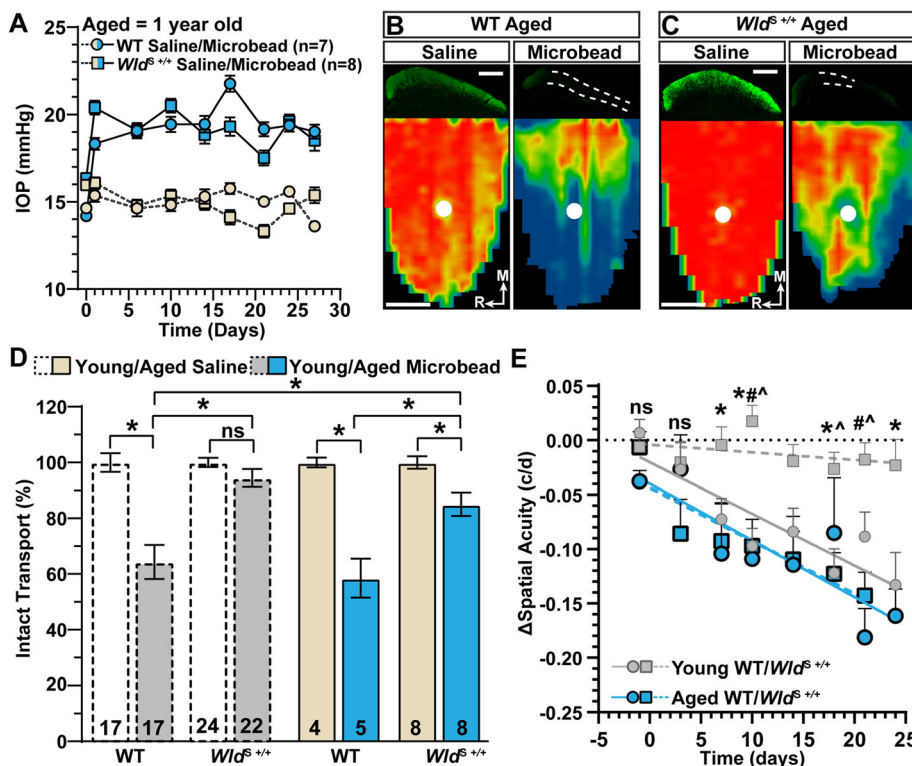 A
Aged = 1 year old
WT Saline/Microbead (n=7)
Wld^S +/+ Saline/Microbead (n=8)
IOP (mmHg)
25
20
15
10
0 5 10 15 20 25 30
Time (Days)
B
WT Aged
Saline Microbead
M
R
C
Wld^S +/+ Aged
Saline Microbead
M
R
D
Young/Aged Saline Young/Aged Microbead
Intact Transport (%)
120
100
80
60
40
20
0
* * ns * * * *
17 17 24 22 4 5 8 8
WT Wld^S +/+ WT Wld^S +/+
E
ΔSpatial Acuity (c/d)
0.05
0.00
-0.05
-0.10
-0.15
-0.20
-0.25
ns ns * *#^ *^ #^ *
Young WT/Wld^S +/+
Aged WT/Wld^S +/+
-5 0 5 10 15 20 25
Time (days)